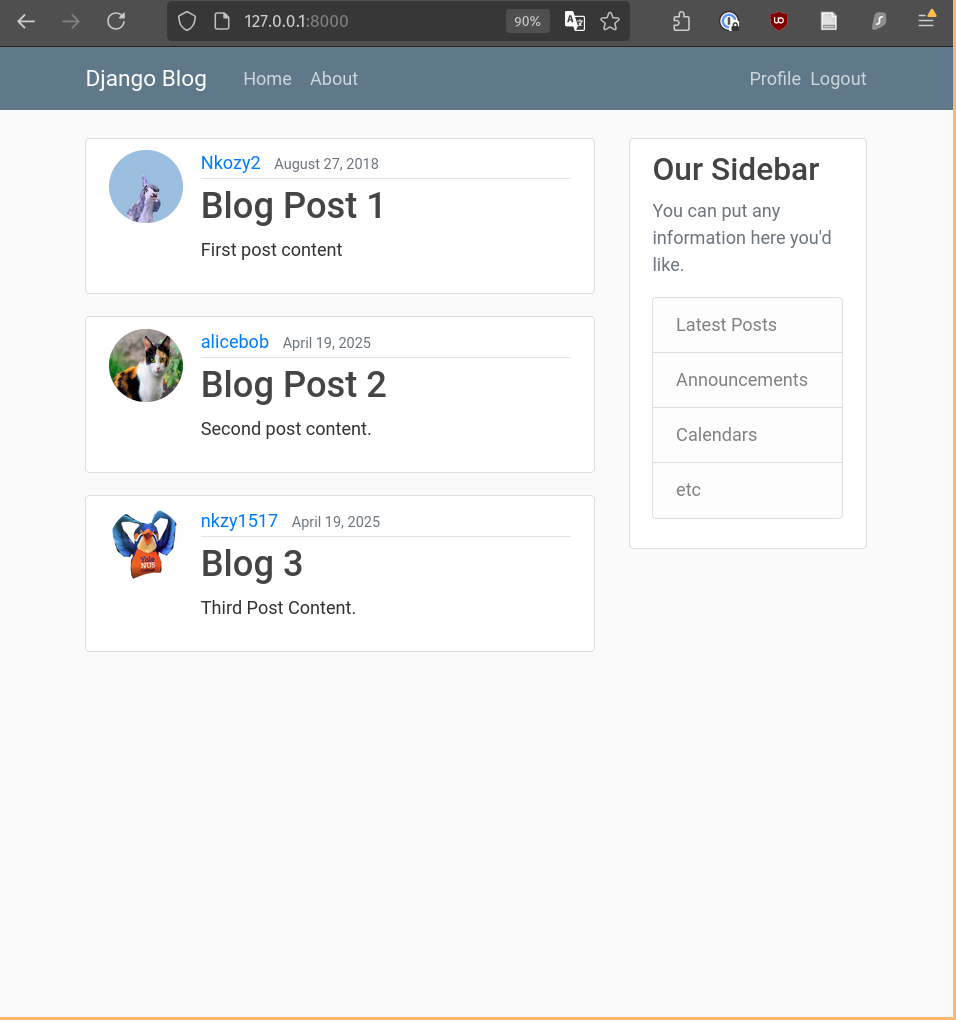 127.0.0.1:8000
90%
Django Blog
Home
About
Profile
Logout
Nkozy2 August 27, 2018
Blog Post 1
First post content
alicebob April 19, 2025
Blog Post 2
Second post content.
nkzy1517 April 19, 2025
Yale
NUS
Blog 3
Third Post Content.
Our Sidebar
You can put any
information here you'd
like.
Latest Posts
Announcements
Calendars
etc